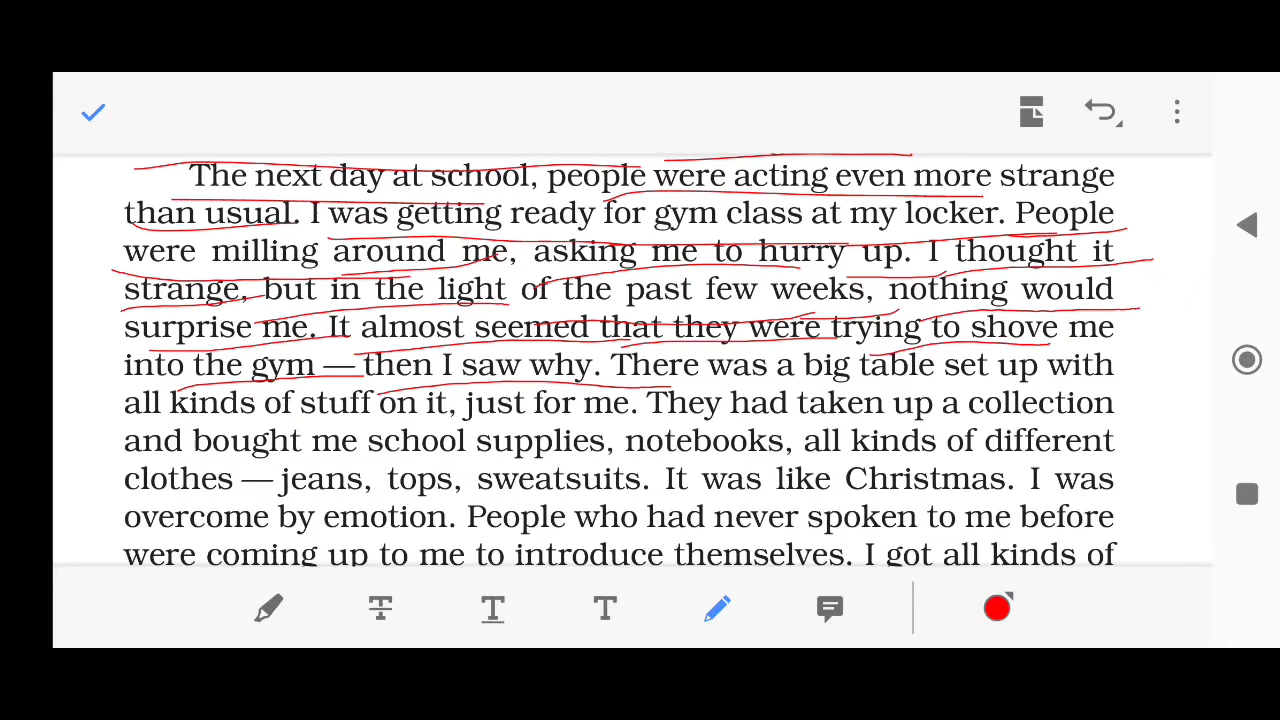 The next day at school, people were acting even more strange
than usual. I was getting ready for gym class at my locker. People
were milling around me, asking me to hurry up. I thought it
strange, but in the light of the past few weeks, nothing would
surprise me. It almost seemed that they were trying to shove me
into the gym — then I saw why. There was a big table set up with
all kinds of stuff on it, just for me. They had taken up a collection
and bought me school supplies, notebooks, all kinds of different
clothes — jeans, tops, sweatsuits. It was like Christmas. I was
overcome by emotion. People who had never spoken to me before
were coming up to me to introduce themselves. I got all kinds of